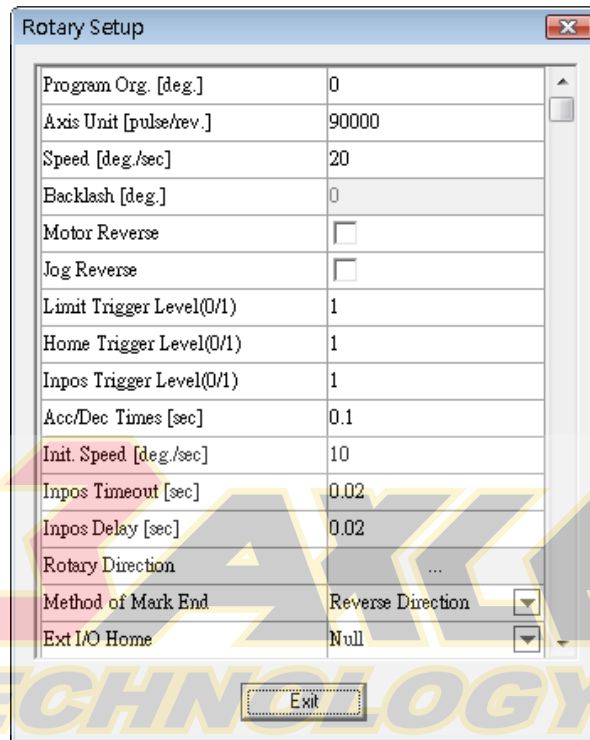 Rotary Setup
Program Org. [deg.] 0
Axis Unit [pulse/rev.] 90000
Speed [deg./sec] 20
Backlash [deg.] 0
Motor Reverse
Jog Reverse
Limit Trigger Level(0/1) 1
Home Trigger Level(0/1) 1
Inpos Trigger Level(0/1) 1
Acc/Dec Times [sec] 0.1
Init. Speed [deg./sec] 10
Inpos Timeout [sec] 0.02
Inpos Delay [sec] 0.02
Rotary Direction ...
Method of Mark End Reverse Direction
Ext I/O Home Null
Exit